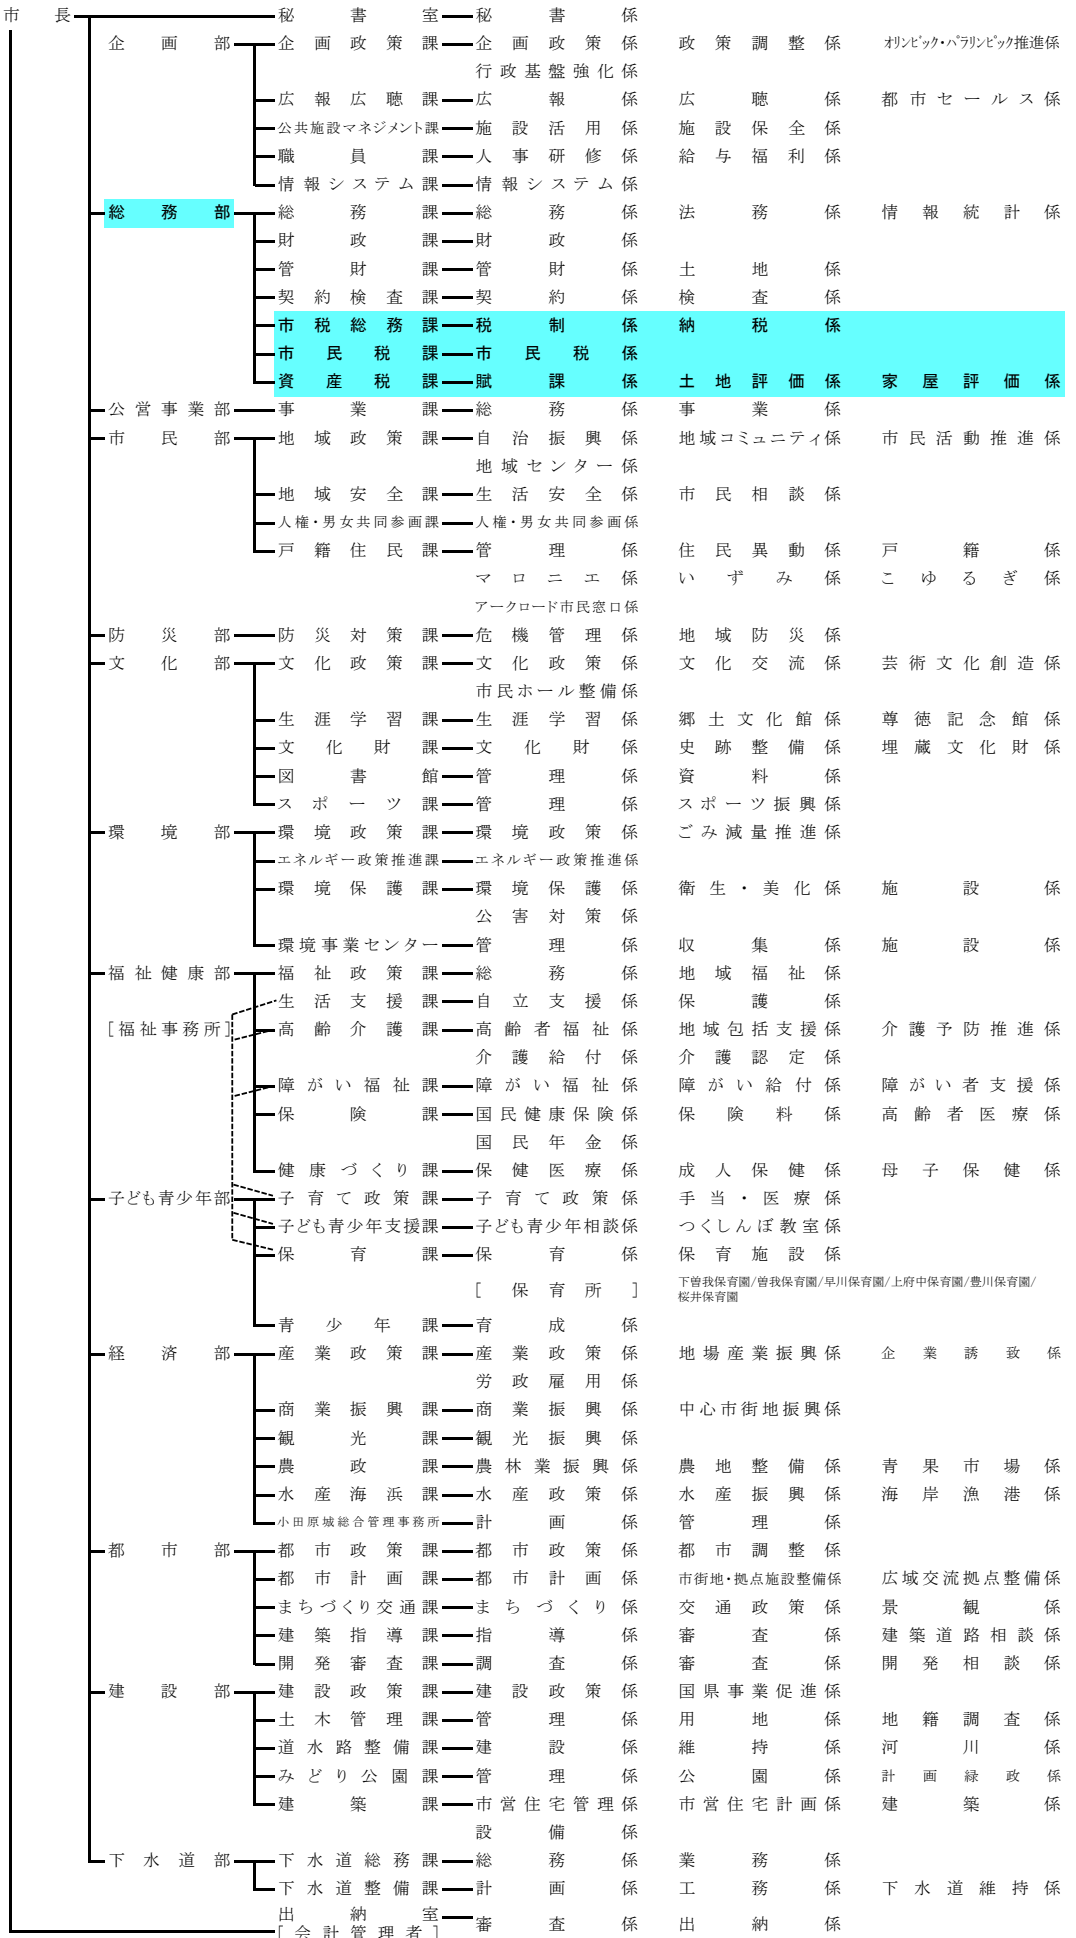 市長 秘書室 秘書係
企画部 企画政策課 企画政策係 政策調整係 オリンピック・パラリンピック推進係
行政基盤強化係
広報広聴課 広報係 広聴係 都市セールス係
公共施設マネジメント課 施設活用係 施設保全係
職員課 人事研修係 給与福利係
情報システム課 情報システム係
総務部 総務課 総務係 法務係 情報統計係
財政課 財政係
管財課 管財係 土地係
契約検査課 契約係 検査係
市税総務課 税制係 納税係
市民税課 市民税係
資産税課 賦課係 土地評価係 家屋評価係
公営事業部 事業課 総務係 事業係
市民部 地域政策課 自治振興係 地域コミュニティ係 市民活動推進係
地域センター係
地域安全課 生活安全係 市民相談係
人権・男女共同参画課 人権・男女共同参画係
戸籍住民課 管理係 住民異動係 戸籍係
マロニエ係 いずみ係 こゆるぎ係
アークロード市民窓口係
防災部 防災対策課 危機管理係 地域防災係
文化部 文化政策課 文化政策係 文化交流係 芸術文化創造係
市民ホール整備係
生涯学習課 生涯学習係 郷土文化館係 尊徳記念館係
文化財課 文化財係 史跡整備係 埋蔵文化財係
図書館 管理係 資料係
スポーツ課 管理係 スポーツ振興係
環境部 環境政策課 環境政策係 ごみ減量推進係
エネルギー政策推進課 エネルギー政策推進係
環境保護課 環境保護係 衛生・美化係 施設係
公害対策係
環境事業センター 管理係 収集係 施設係
福祉健康部 福祉政策課 総務係 地域福祉係
生活支援課 自立支援係 保護係
[福祉事務所] 高齢介護課 高齢者福祉係 地域包括支援係 介護予防推進係
介護給付係 介護認定係
障がい福祉課 障がい福祉係 障がい給付係 障がい者支援係
保険課 国民健康保険係 保険料係 高齢者医療係
国民年金係
健康づくり課 保健医療係 成人保健係 母子保健係
子ども青少年部 子育て政策課 子育て政策係 手当・医療係
子ども青少年支援課 子ども青少年相談係 つくしんぼ教室係
保育課 保育係 保育施設係
[保育所] 下曽我保育園/曽我保育園/早川保育園/上府中保育園/豊川保育園/
桜井保育園
青少年課 育成係
経済部 産業政策課 産業政策係 地場産業振興係 企業誘致係
労政雇用係
商業振興課 商業振興係 中心市街地振興係
観光課 観光振興係
農政課 農林業振興係 農地整備係 青果市場係
水産海浜課 水産政策係 水産振興係 海岸漁港係
小田原城総合管理事務所 計画係 管理係
都市部 都市政策課 都市政策係 都市調整係
都市計画課 都市計画係 市街地・拠点施設整備係 広域交流拠点整備係
まちづくり交通課 まちづくり係 交通政策係 景観係
建築指導課 指導係 審査係 建築道路相談係
開発審査課 調査係 審査係 開発相談係
建設部 建設政策課 建設政策係 国県事業促進係
土木管理課 管理係 用地係 地籍調査係
道水路整備課 建設係 維持係 河川係
みどり公園課 管理係 公園係 計画緑政係
建築課 市営住宅管理係 市営住宅計画係 建築係
設備係
下水道部 下水道総務課 総務係 業務係
下水道整備課 計画係 工務係 下水道維持係
出納室
[会計管理者] 審査係 出納係